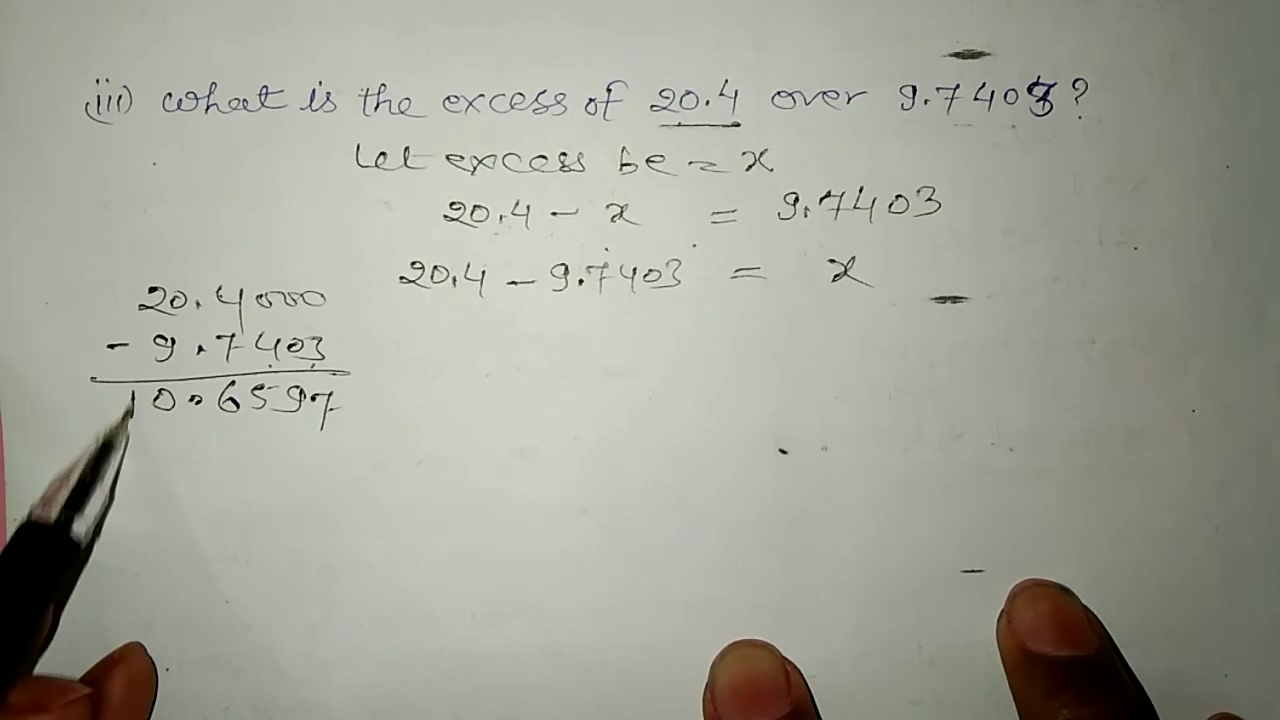 (iii) What is the excess of 20.4 over 9.7403?
Let excess be = x
20.4 - x = 9.7403
20.4 - 9.7403 = x
20.4000
- 9.7403
10.6597